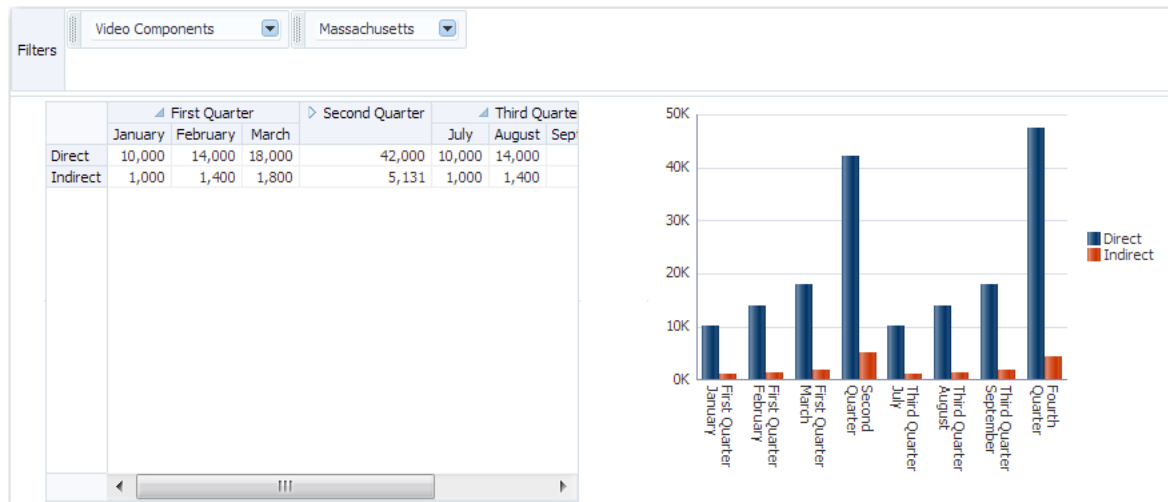 Video Components
Massachusetts
Filters
First Quarter Second Quarter Third Quarte
January February March July August Sep
Direct 10,000 14,000 18,000 42,000 10,000 14,000
Indirect 1,000 1,400 1,800 5,131 1,000 1,400
50K
40K
30K
20K
10K
0K
First Quarter
January
First Quarter
February
First Quarter
March
Second
Quarter
Third Quarter
July
Third Quarter
August
Third Quarter
September
Fourth
Quarter
Direct
Indirect